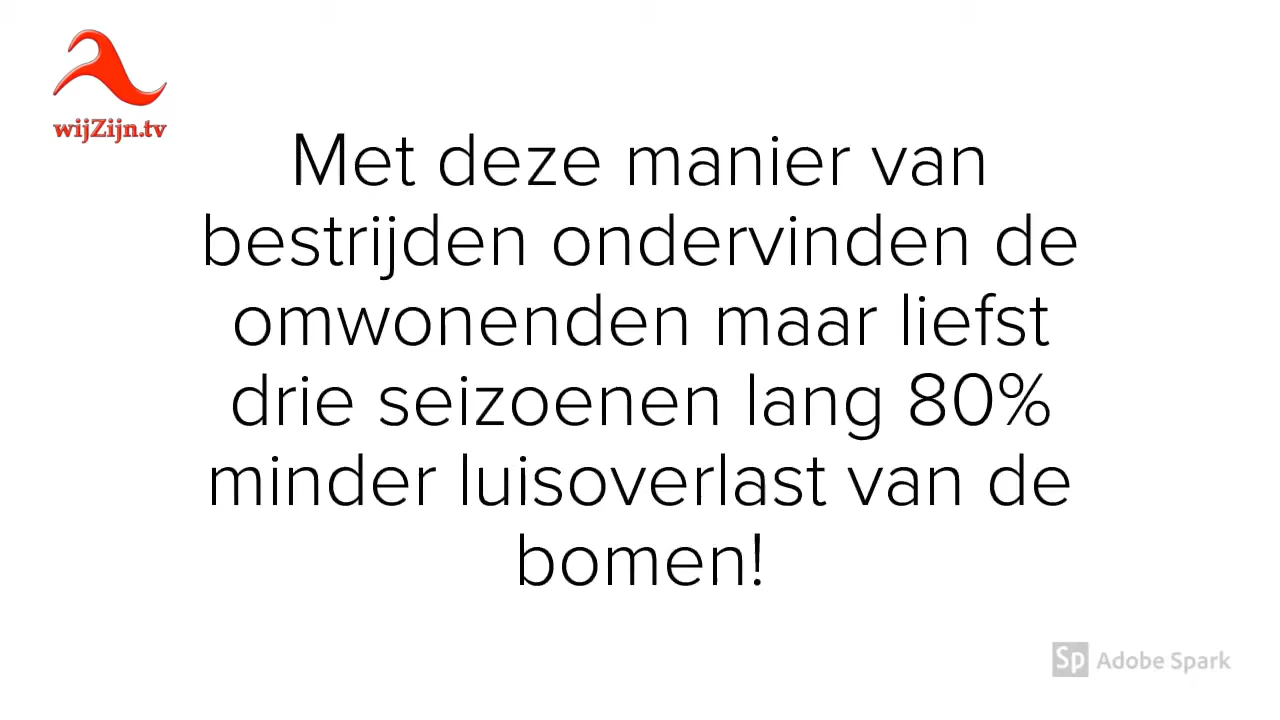 wijZijn.tv
Met deze manier van
bestrijden ondervinden de
omwonenden maar liefst
drie seizoenen lang 80%
minder luisoverlast van de
bomen!
Sp Adobe Spark